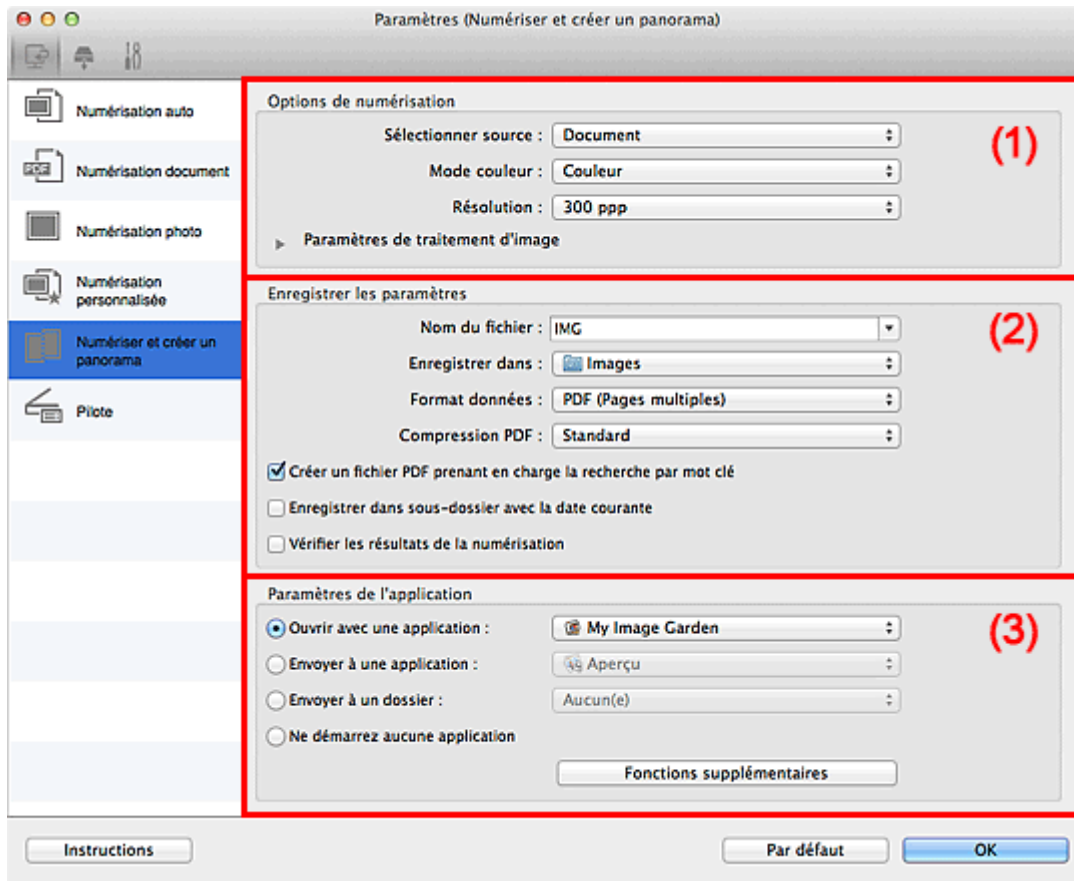 Paramètres (Numériser et créer un panorama)
Numérisation auto
Numérisation document
Numérisation photo
Numérisation
personnalisée
Numériser et créer un
panorama
Pilote
Options de numérisation
Sélectionner source : Document
Mode couleur : Couleur
Résolution : 300 ppp
Paramètres de traitement d'image
(1)
Enregistrer les paramètres
Nom du fichier : IMG
Enregistrer dans : Images
Format données : PDF (Pages multiples)
Compression PDF : Standard
Créer un fichier PDF prenant en charge la recherche par mot clé
Enregistrer dans sous-dossier avec la date courante
Vérifier les résultats de la numérisation
(2)
Paramètres de l'application
Ouvrir avec une application : My Image Garden
Envoyer à une application : Aperçu
Envoyer à un dossier : Aucun(e)
Ne démarrez aucune application
Fonctions supplémentaires
(3)
Instructions
Par défaut
OK